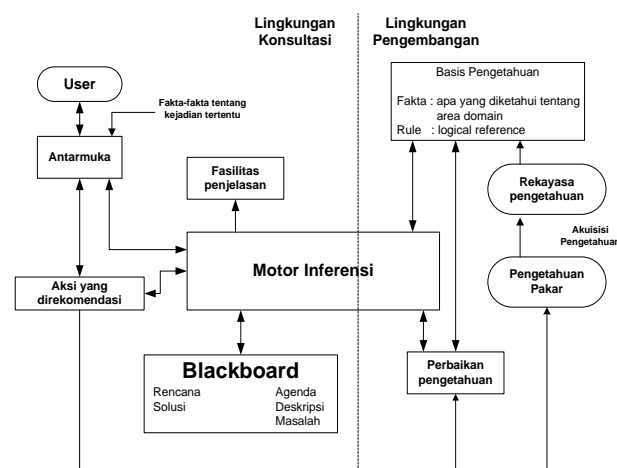 Lingkungan
Konsultasi
Lingkungan
Pengembangan
User
Fakta-fakta tentang
kejadian tertentu
Antarmuka
Fasilitas
penjelasan
Basis Pengetahuan
Fakta : apa yang diketahui tentang
area domain
Rule : logical reference
Rekayasa
pengetahuan
Akuisisi
Pengetahuan
Pengetahuan
Pakar
Motor Inferensi
Aksi yang
direkomendasi
Blackboard
Rencana
Solusi
Agenda
Deskripsi
Masalah
Perbaikan
pengetahuan